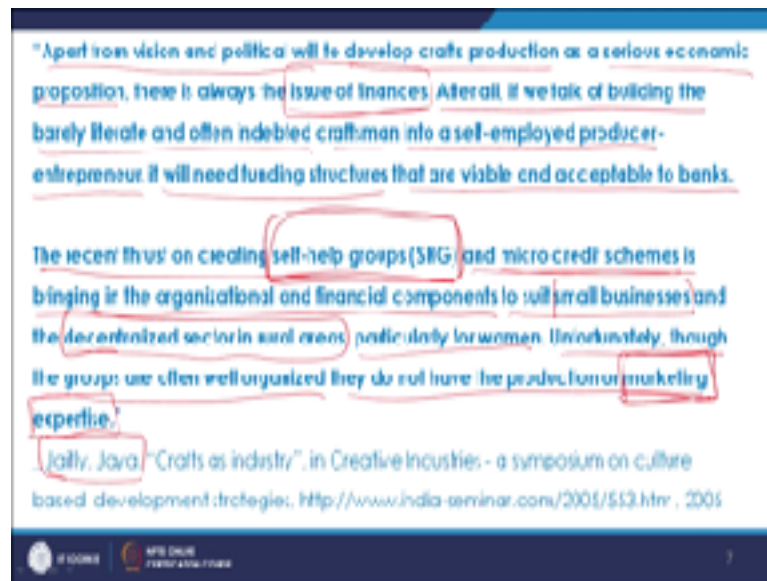 "Apart from vision and political will to develop crafts production as a serious economic
proposition, there is always the issue of finances. After all, if we talk of building the
barely literate and often indebted craftsman into a self-employed producer-
entrepreneur, it will need funding structures that are viable and acceptable to banks.
The recent thrust on creating self-help groups (SHG) and micro credit schemes is
bringing in the organizational and financial components to suit small businesses and
the decentralized sector in rural areas, particularly for women. Unfortunately, though
the groups are often well organized they do not have the production or marketing
expertise."
Jaitly, Jaya, "Crafts as industry", in Creative Industries - a symposium on culture
based development strategies, http://www.india-seminar.com/2005/553.htm, 2005
IIT ROORKEE NPTEL ONLINE
CERTIFICATION COURSE
7